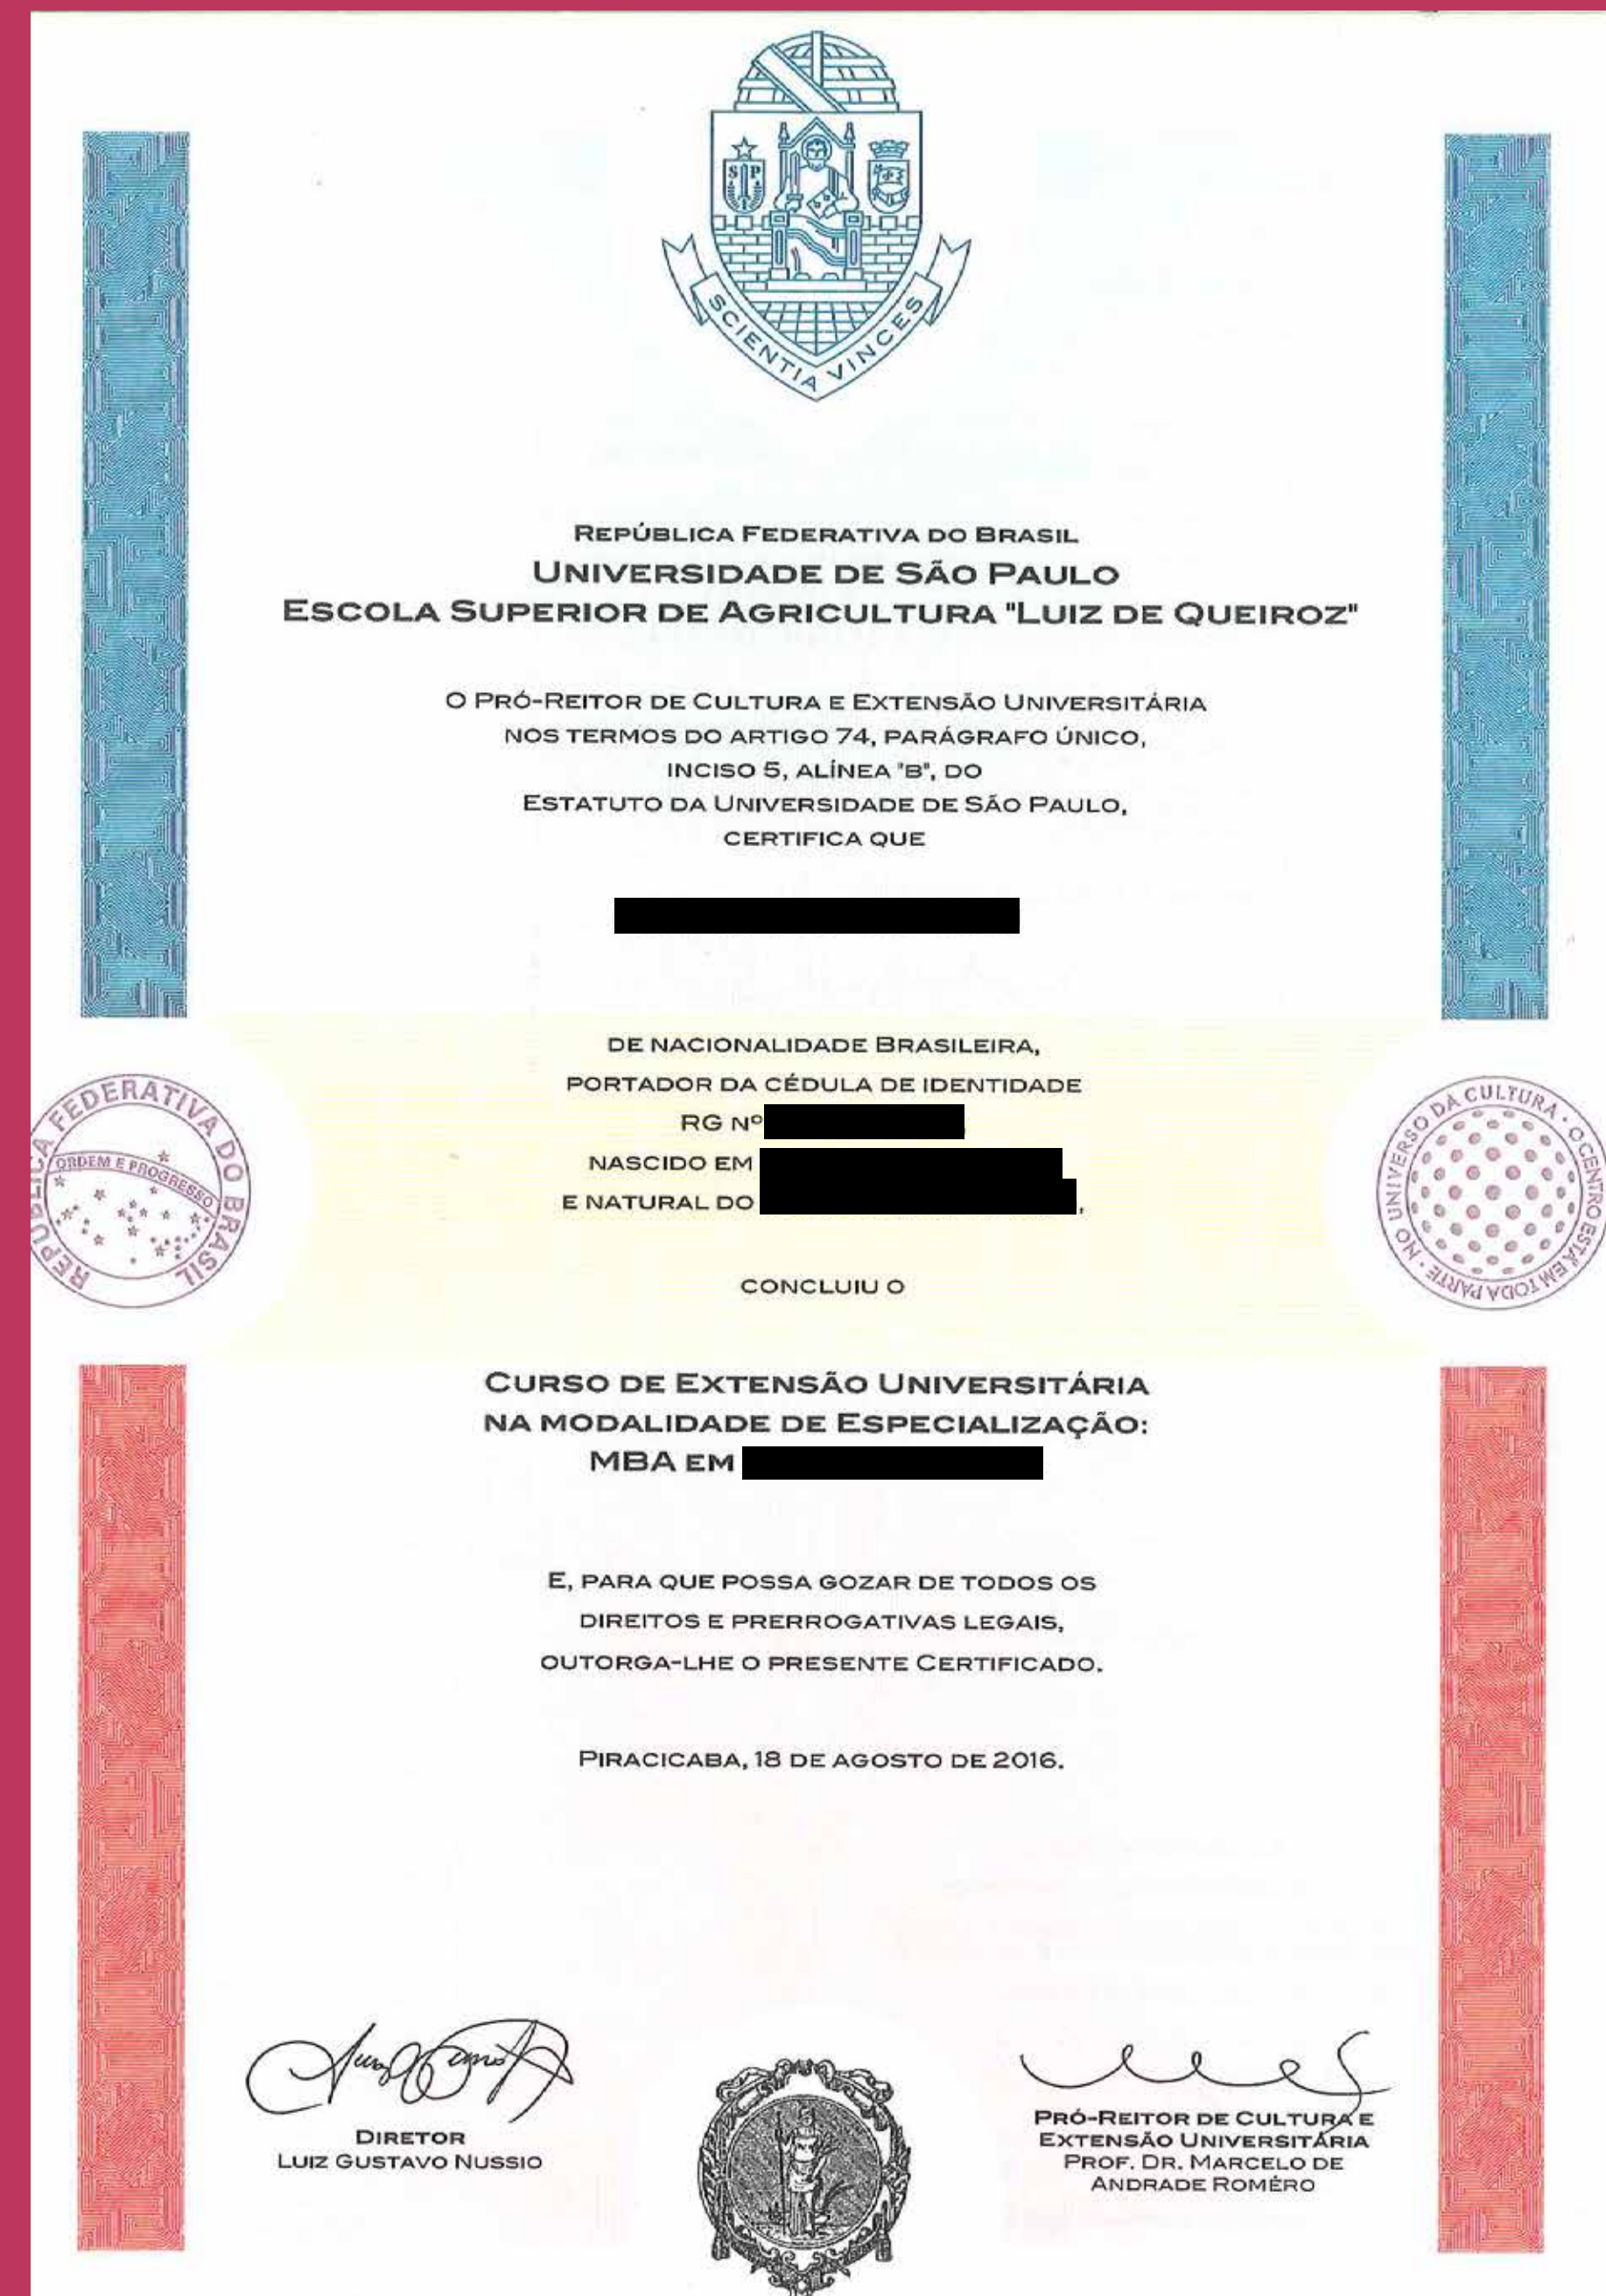 SP
SCIENTIA VINCES
REPÚBLICA FEDERATIVA DO BRASIL
UNIVERSIDADE DE SÃO PAULO
ESCOLA SUPERIOR DE AGRICULTURA "LUIZ DE QUEIROZ"
O PRÓ-REITOR DE CULTURA E EXTENSÃO UNIVERSITÁRIA
NOS TERMOS DO ARTIGO 74, PARÁGRAFO ÚNICO,
INCISO 5, ALÍNEA "B", DO
ESTATUTO DA UNIVERSIDADE DE SÃO PAULO,
CERTIFICA QUE
DE NACIONALIDADE BRASILEIRA,
PORTADOR DA CÉDULA DE IDENTIDADE
RG Nº
NASCIDO EM
E NATURAL DO ,
CONCLUIU O
REPÚBLICA FEDERATIVA DO BRASIL
ORDEM E PROGRESSO
NO UNIVERSO DA CULTURA · O CENTRO ESTÁ EM TODA PARTE ·
CURSO DE EXTENSÃO UNIVERSITÁRIA
NA MODALIDADE DE ESPECIALIZAÇÃO:
MBA EM
E, PARA QUE POSSA GOZAR DE TODOS OS
DIREITOS E PRERROGATIVAS LEGAIS,
OUTORGA-LHE O PRESENTE CERTIFICADO.
PIRACICABA, 18 DE AGOSTO DE 2016.
DIRETOR
LUIZ GUSTAVO NUSSIO
PRÓ-REITOR DE CULTURA E
EXTENSÃO UNIVERSITÁRIA
PROF. DR. MARCELO DE
ANDRADE ROMÉRO